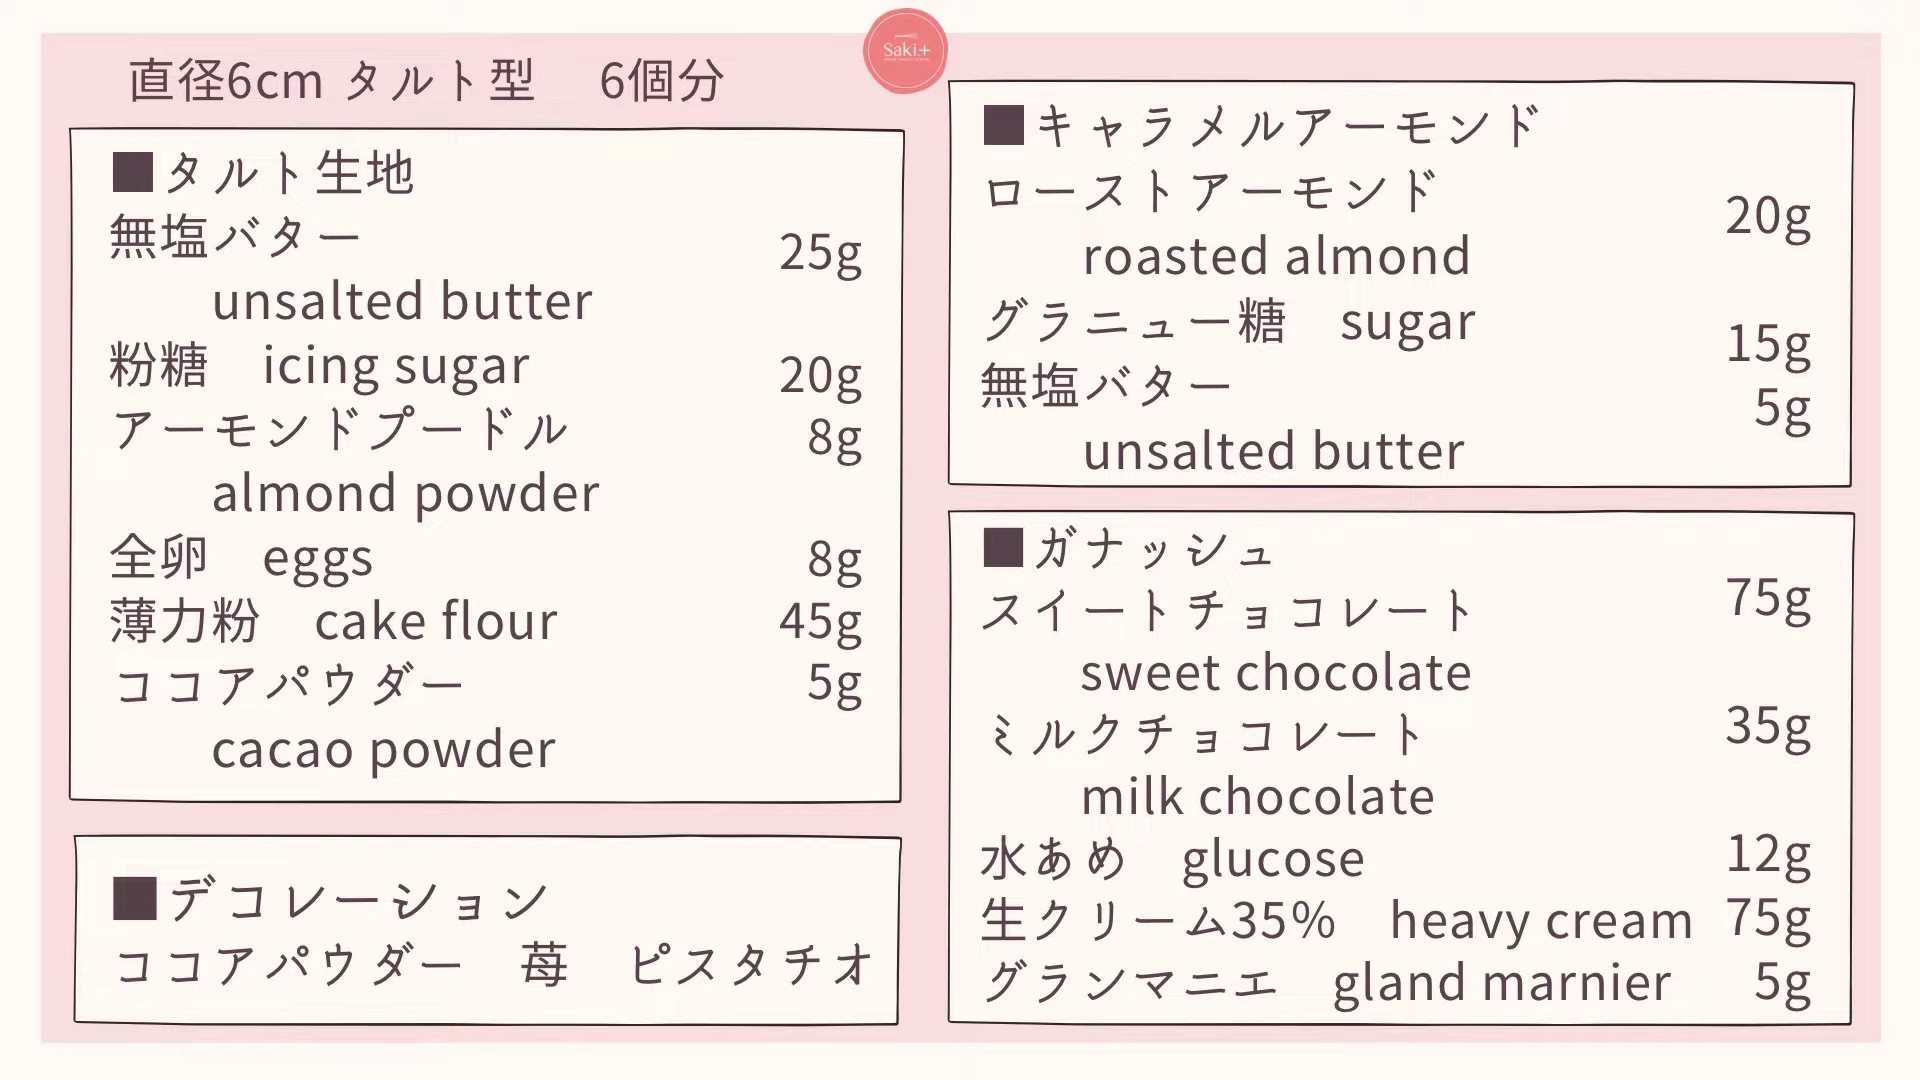 Saki+
直径6cm タルト型　6個分
■タルト生地
無塩バター 25g
unsalted butter
粉糖　icing sugar 20g
アーモンドプードル 8g
almond powder
全卵　eggs 8g
薄力粉　cake flour 45g
ココアパウダー 5g
cacao powder
■デコレーション
ココアパウダー　苺　ピスタチオ
■キャラメルアーモンド
ローストアーモンド 20g
roasted almond
グラニュー糖　sugar 15g
無塩バター 5g
unsalted butter
■ガナッシュ
スイートチョコレート 75g
sweet chocolate
ミルクチョコレート 35g
milk chocolate
水あめ　glucose 12g
生クリーム35%　heavy cream 75g
グランマニエ　gland marnier 5g